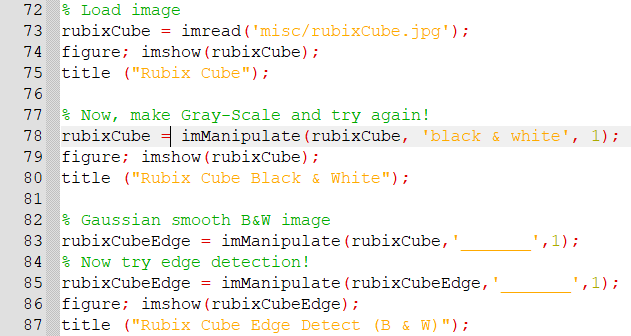 72 % Load image
73 rubixCube = imread('misc/rubixCube.jpg');
74 figure; imshow(rubixCube);
75 title ("Rubix Cube");
76
77 % Now, make Gray-Scale and try again!
78 rubixCube = imManipulate(rubixCube, 'black & white', 1);
79 figure; imshow(rubixCube);
80 title ("Rubix Cube Black & White");
81
82 % Gaussian smooth B&W image
83 rubixCubeEdge = imManipulate(rubixCube,'_______',1);
84 % Now try edge detection!
85 rubixCubeEdge = imManipulate(rubixCubeEdge,'_______',1);
86 figure; imshow(rubixCubeEdge);
87 title ("Rubix Cube Edge Detect (B & W)");